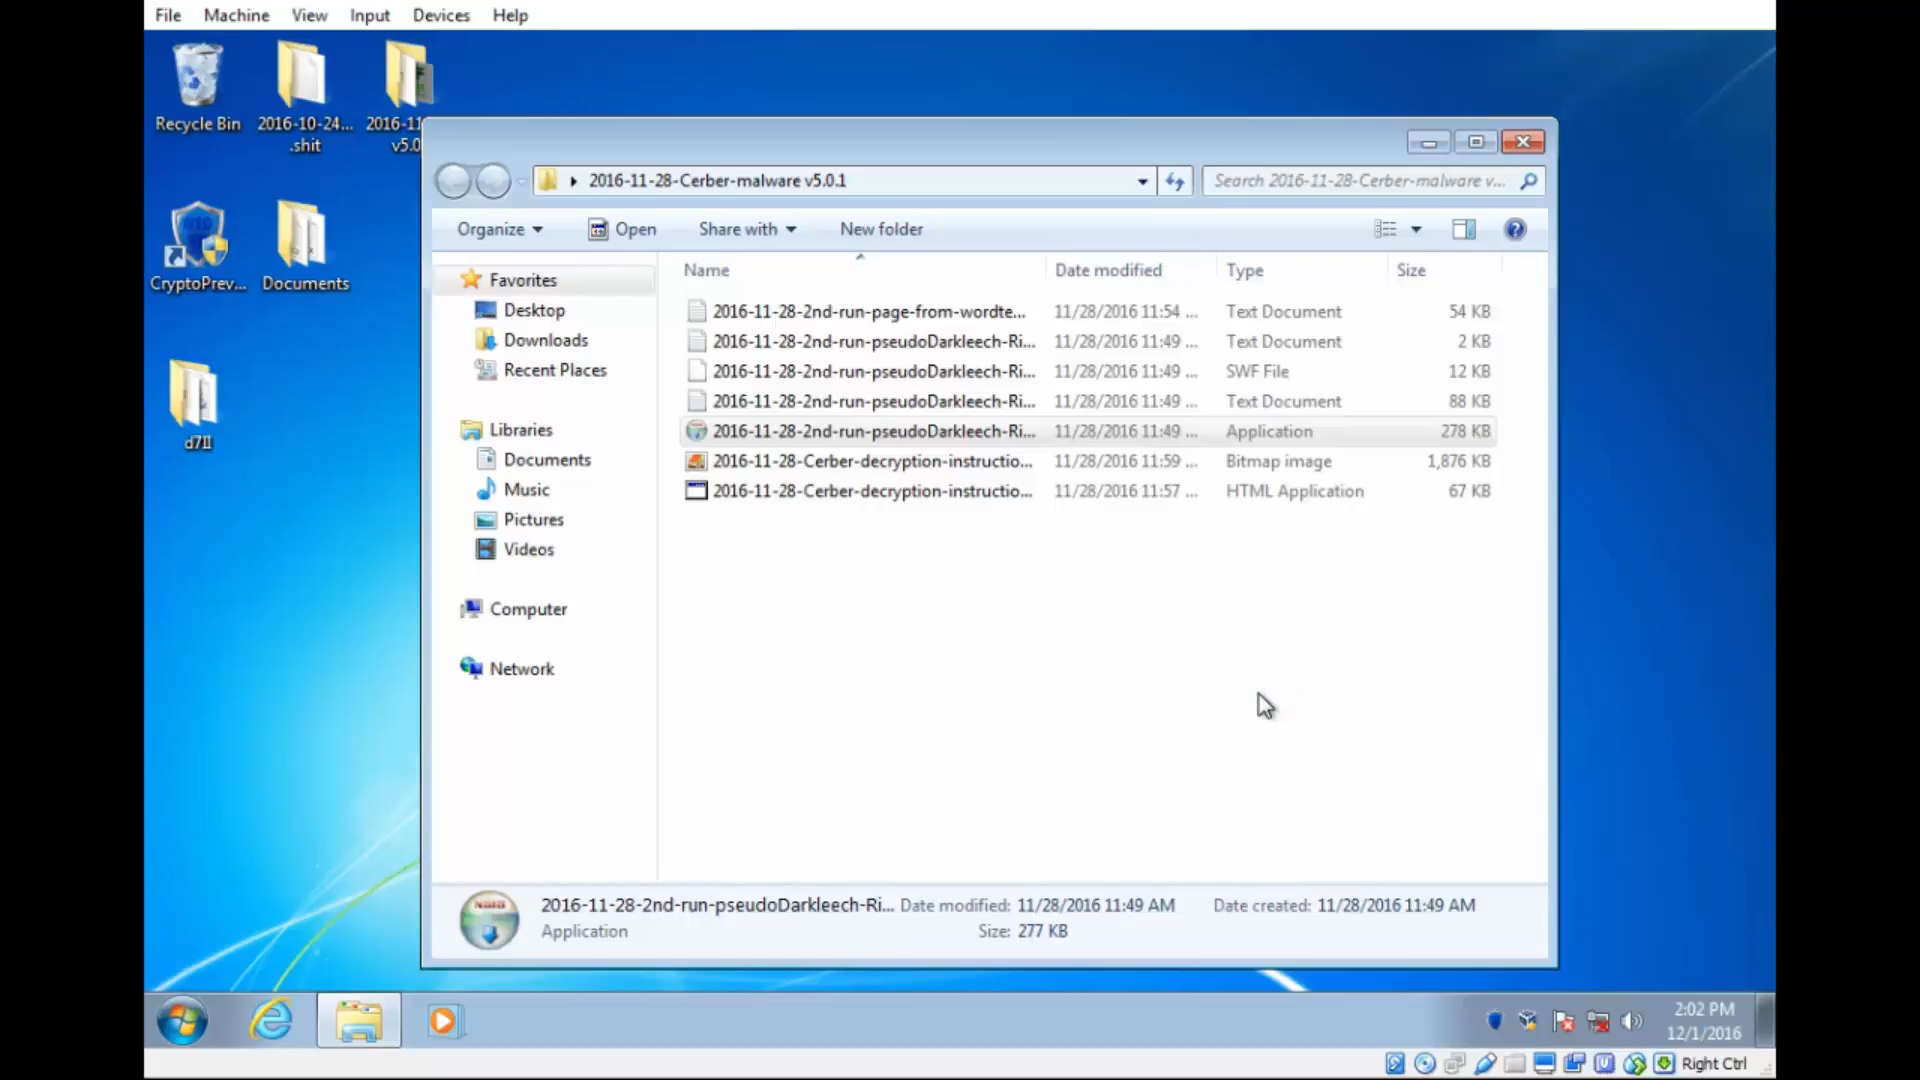 File Machine View Input Devices Help
Recycle Bin
2016-10-24... .shit
2016-11
v5.0
CryptoPrev...
Documents
d7II
2016-11-28-Cerber-malware v5.0.1
Search 2016-11-28-Cerber-malware v...
Organize Open Share with New folder
Name Date modified Type Size
Favorites
Desktop
Downloads
Recent Places
Libraries
Documents
Music
Pictures
Videos
Computer
Network
2016-11-28-2nd-run-page-from-wordte... 11/28/2016 11:54 ... Text Document 54 KB
2016-11-28-2nd-run-pseudoDarkleech-Ri... 11/28/2016 11:49 ... Text Document 2 KB
2016-11-28-2nd-run-pseudoDarkleech-Ri... 11/28/2016 11:49 ... SWF File 12 KB
2016-11-28-2nd-run-pseudoDarkleech-Ri... 11/28/2016 11:49 ... Text Document 88 KB
2016-11-28-2nd-run-pseudoDarkleech-Ri... 11/28/2016 11:49 ... Application 278 KB
2016-11-28-Cerber-decryption-instructio... 11/28/2016 11:59 ... Bitmap image 1,876 KB
2016-11-28-Cerber-decryption-instructio... 11/28/2016 11:57 ... HTML Application 67 KB
2016-11-28-2nd-run-pseudoDarkleech-Ri... Date modified: 11/28/2016 11:49 AM Date created: 11/28/2016 11:49 AM
Application Size: 277 KB
2:02 PM
12/1/2016
Right Ctrl